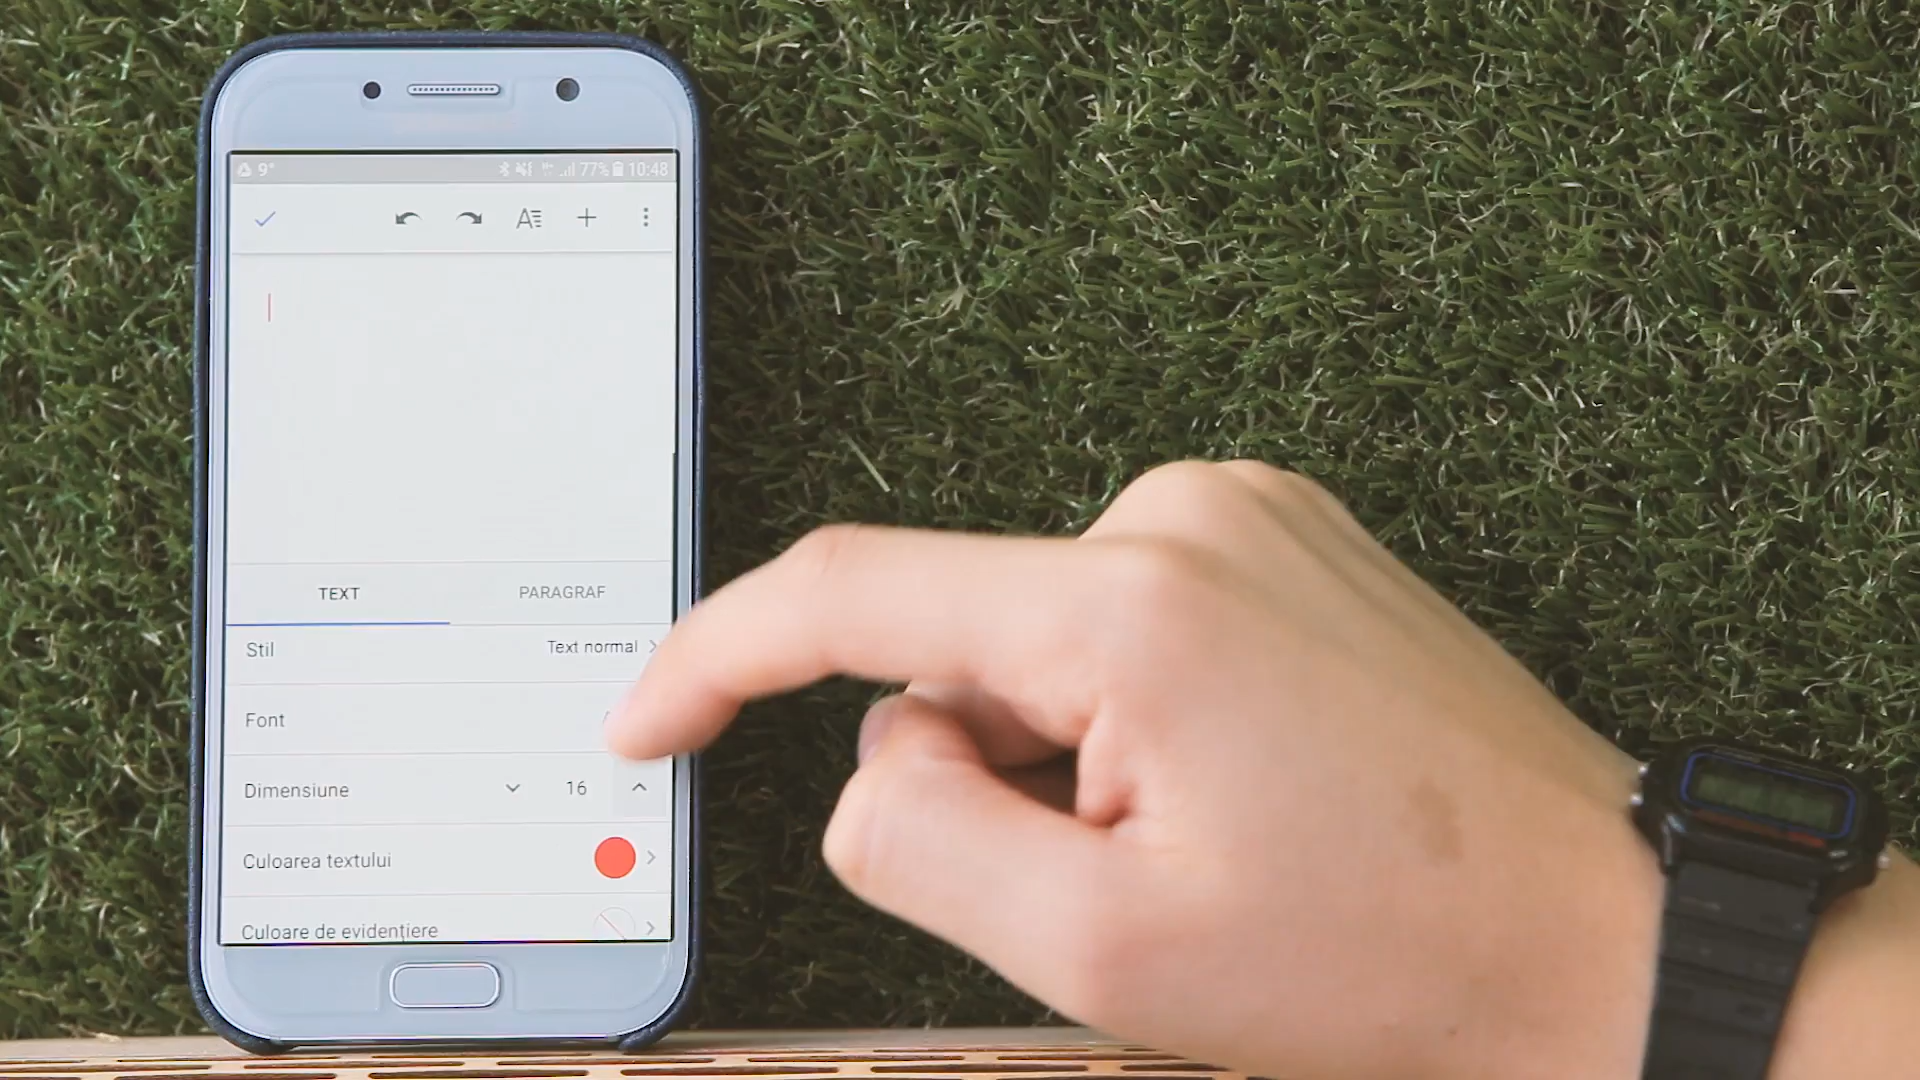 9° 77% 10:48
TEXT PARAGRAF
Stil Text normal
Font
Dimensiune 16
Culoarea textului
Culoare de evidențiere